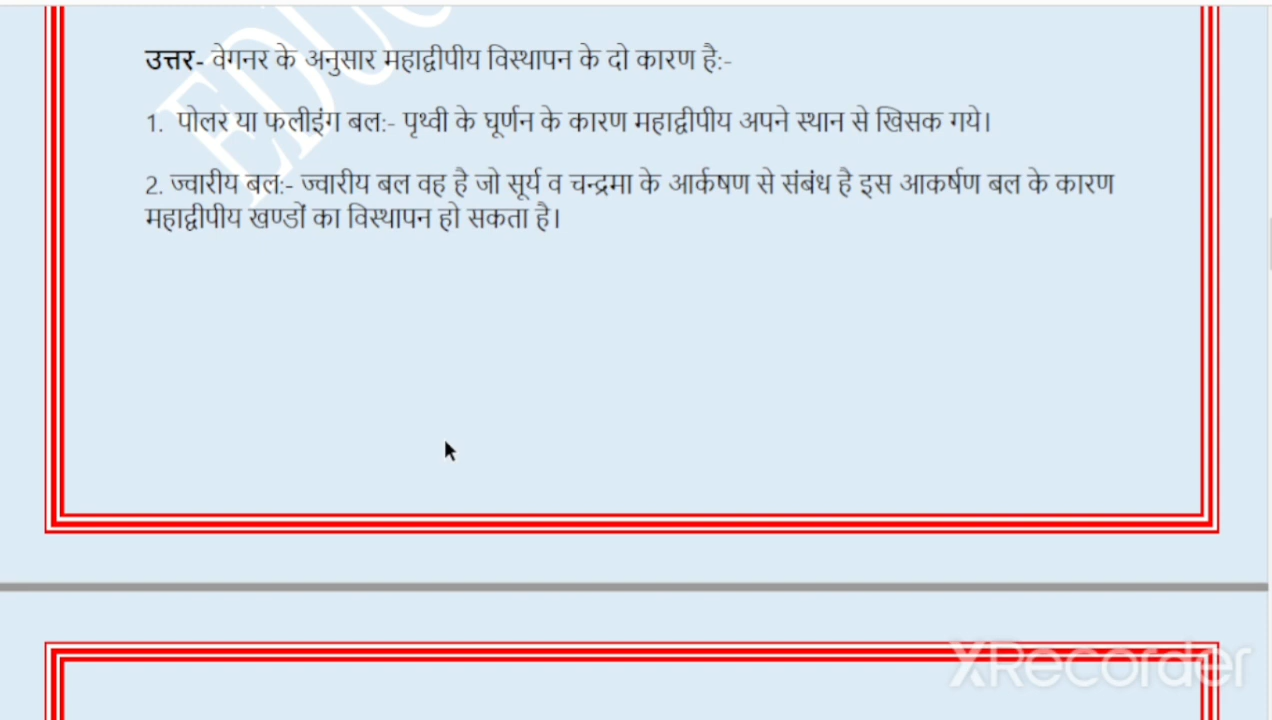 उत्तर- वेगनर के अनुसार महाद्वीपीय विस्थापन के दो कारण है:-
1. पोलर या फलीइंग बल:- पृथ्वी के घूर्णन के कारण महाद्वीपीय अपने स्थान से खिसक गये।
2. ज्वारीय बल:- ज्वारीय बल वह है जो सूर्य व चन्द्रमा के आर्कषण से संबंध है इस आकर्षण बल के कारण
महाद्वीपीय खण्डों का विस्थापन हो सकता है।
XRecorder